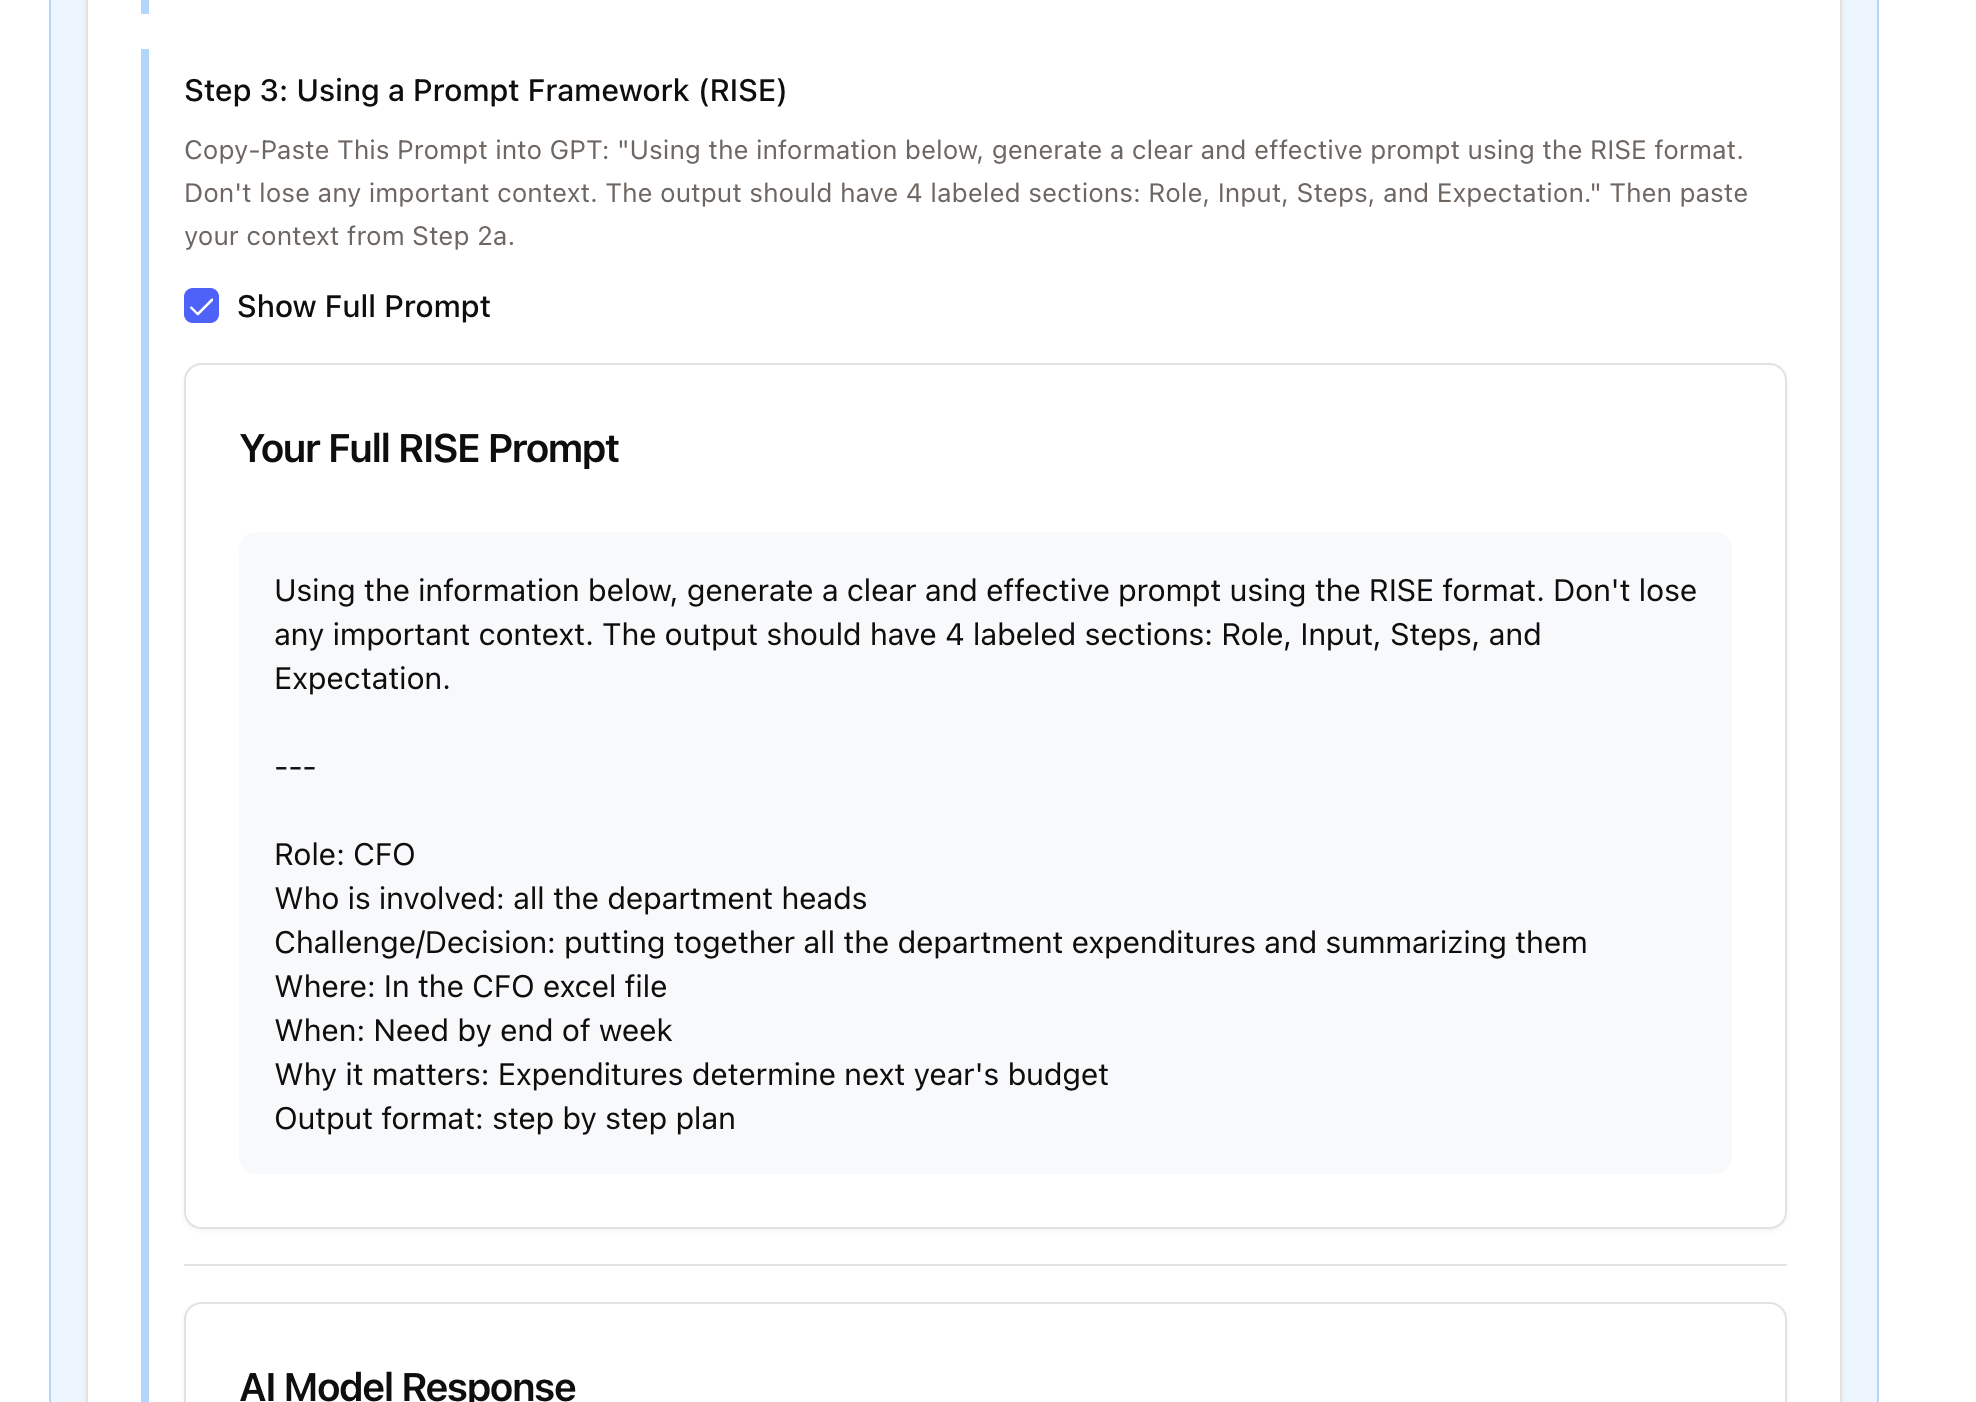 Step 3: Using a Prompt Framework (RISE)
Copy-Paste This Prompt into GPT: "Using the information below, generate a clear and effective prompt using the RISE format.
Don't lose any important context. The output should have 4 labeled sections: Role, Input, Steps, and Expectation." Then paste
your context from Step 2a.
Show Full Prompt
Your Full RISE Prompt
Using the information below, generate a clear and effective prompt using the RISE format. Don't lose
any important context. The output should have 4 labeled sections: Role, Input, Steps, and
Expectation.
---
Role: CFO
Who is involved: all the department heads
Challenge/Decision: putting together all the department expenditures and summarizing them
Where: In the CFO excel file
When: Need by end of week
Why it matters: Expenditures determine next year's budget
Output format: step by step plan
AI Model Response